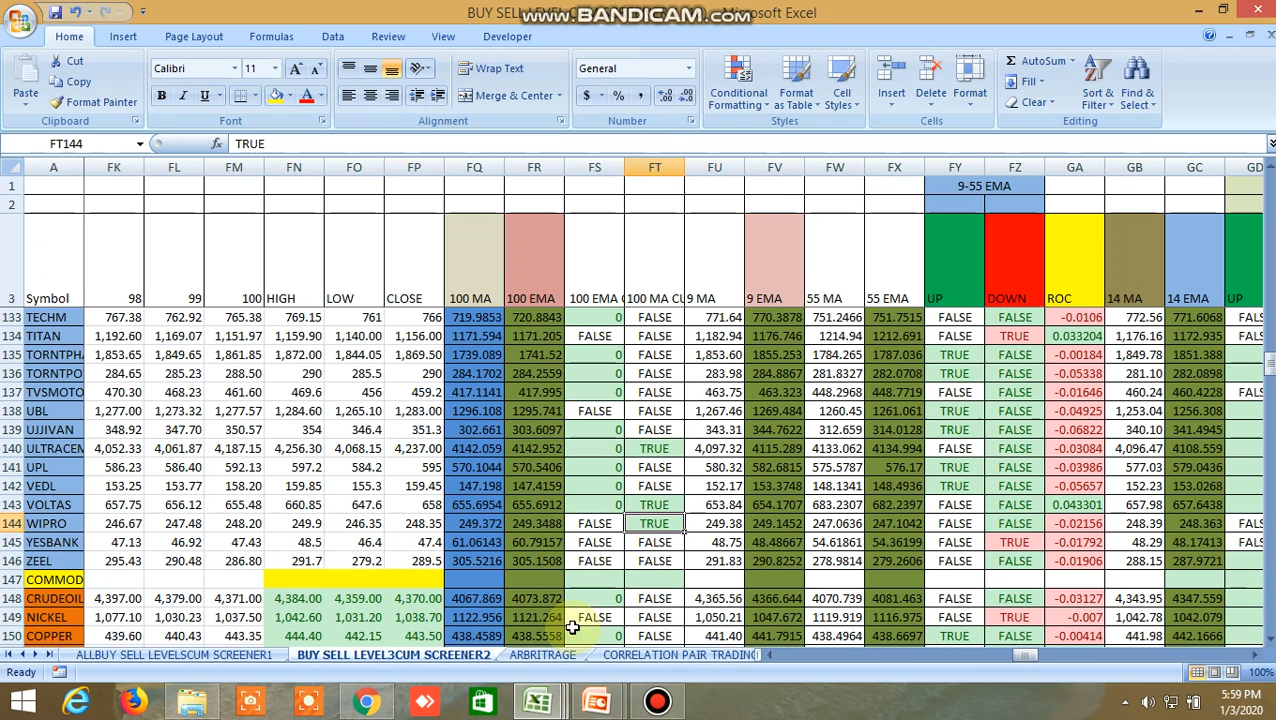 BUY SELL LEVEL
www.BANDICAM.com
Microsoft Excel
Home Insert Page Layout Formulas Data Review View Developer
Cut
Copy
Format Painter
Paste
Clipboard
Calibri 11
Font
Wrap Text
Merge & Center
Alignment
General
Number
Conditional Formatting
Format as Table
Cell Styles
Styles
Insert Delete Format
Cells
AutoSum
Fill
Clear
Sort & Filter
Find & Select
Editing
FT144 fx TRUE
A FK FL FM FN FO FP FQ FR FS FT FU FV FW FX FY FZ GA GB GC GD
1 9-55 EMA
2
3 Symbol 98 99 100 HIGH LOW CLOSE 100 MA 100 EMA 100 EMA C 100 MA CU 9 MA 9 EMA 55 MA 55 EMA UP DOWN ROC 14 MA 14 EMA UP
133 TECHM 767.38 762.92 765.38 769.15 761 766 719.9853 720.8843 0 FALSE 771.64 770.3878 751.2466 751.7515 FALSE FALSE -0.0106 772.56 771.6068 FALS
134 TITAN 1,192.60 1,169.07 1,151.97 1,159.90 1,140.00 1,156.00 1171.594 1171.205 FALSE FALSE 1,182.94 1176.746 1214.94 1212.691 FALSE TRUE 0.033204 1,176.16 1172.935
135 TORNTPHA 1,853.65 1,849.65 1,861.85 1,872.00 1,844.05 1,869.50 1739.089 1741.52 0 FALSE 1,853.60 1855.253 1784.165 1787.036 TRUE FALSE -0.00184 1,849.78 1851.388
136 TORNTPO 284.65 285.23 288.50 290 285.5 290 284.1702 284.2559 0 FALSE 283.98 284.8827 281.8332 282.0708 TRUE FALSE -0.05338 281.10 282.0898
137 TVSMOTO 470.30 468.23 461.60 469.9 456 459 417.1141 417.995 0 FALSE 464.75 463.323 448.2968 448.7719 FALSE FALSE -0.01646 460.24 460.4228 FALS
138 UBL 1,277.00 1,273.32 1,277.57 1,284.60 1,265.10 1,283.00 1296.108 1295.741 FALSE FALSE 1,267.46 1269.484 1260.45 1261.061 TRUE FALSE -0.04925 1,253.04 1256.308
139 UJJIVAN 348.92 347.70 350.57 354 346.4 351.3 302.661 303.6097 0 FALSE 343.31 344.7622 312.659 314.0128 TRUE FALSE -0.06822 340.10 341.4945
140 ULTRACEM 4,052.33 4,061.87 4,187.17 4,256.10 4,068.15 4,237.25 4142.059 4142.952 0 TRUE 4,097.32 4115.289 4133.062 4134.994 FALSE FALSE -0.03084 4,094.47 4107.559
141 UPL 586.23 586.30 592.13 597.2 584.2 595 570.1044 570.5406 0 FALSE 580.32 582.6815 575.5787 576.17 TRUE FALSE -0.03986 577.03 579.0436
142 VEDL 153.25 153.77 158.10 159.45 155.3 159.45 147.198 147.4159 0 FALSE 152.17 153.3748 148.1341 148.4936 TRUE FALSE -0.04657 152.23 153.0268
143 VOLTAS 657.75 656.12 655.62 660.85 647.15 658 655.6954 655.6912 0 TRUE 653.84 654.1707 683.2307 682.2397 FALSE FALSE 0.043301 657.98 658.0436
144 WIPRO 246.67 247.48 248.20 249.9 246.35 248.35 249.372 249.3488 FALSE TRUE 249.38 249.1452 247.0636 247.1042 FALSE FALSE -0.02156 248.39 248.363 FALS
145 YESBANK 47.13 46.92 47.43 48 46.9 47.4 61.06143 60.79157 FALSE FALSE 48.75 48.48667 54.61861 54.36199 FALSE TRUE -0.01792 48.29 48.17413 FALS
146 ZEEL 295.43 290.48 286.80 291.7 279.2 289.5 305.5216 305.1508 FALSE FALSE 291.83 290.8252 278.9814 279.2606 FALSE FALSE -0.01906 288.15 287.9721
147 COMMOD
148 CRUDEOIL 4,397.00 4,379.00 4,371.00 4,384.00 4,359.00 4,370.00 4067.869 4073.872 0 FALSE 4,365.56 4366.644 4070.739 4081.463 FALSE FALSE -0.03127 4,343.95 4347.559
149 NICKEL 1,077.10 1,030.23 1,037.50 1,042.60 1,031.20 1,038.70 1122.956 1121.264 FALSE FALSE 1,050.21 1047.672 1119.919 1116.975 FALSE TRUE -0.007 1,042.78 1042.079
150 COPPER 439.60 440.43 443.35 444.40 442.15 443.50 438.4589 438.5558 0 FALSE 441.40 441.7915 438.4964 438.6697 TRUE FALSE -0.00414 441.98 442.1666
ALLBUY SELL LEVELSCUM SCREENER1 BUY SELL LEVEL3CUM SCREENER2 ARBITRAGE CORRELATION PAIR TRADING
Ready 100%
5:59 PM
1/3/2020